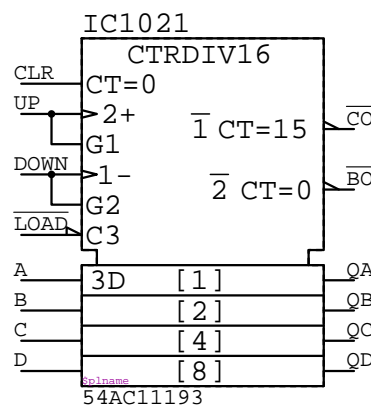 IC1021
CTRDIV16
CLR
CT=0
UP
2+
1 CT=15
CO
G1
DOWN
1-
2 CT=0
BO
G2
LOAD
C3
A
3D
[1]
QA
B
[2]
QB
C
[4]
QC
D
[8]
QD
$plname
54AC11193